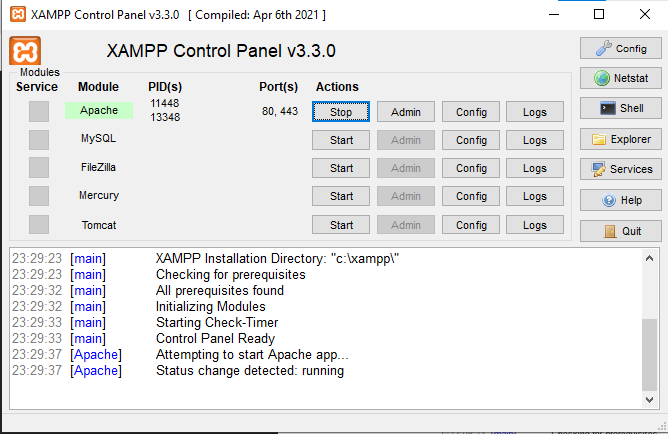 XAMPP Control Panel v3.3.0 [ Compiled: Apr 6th 2021 ]
XAMPP Control Panel v3.3.0
Config
Modules
Service Module PID(s) Port(s) Actions
Netstat
Apache 11448 13348 80, 443 Stop Admin Config Logs
Shell
MySQL Start Admin Config Logs
Explorer
FileZilla Start Admin Config Logs
Services
Mercury Start Admin Config Logs
Help
Tomcat Start Admin Config Logs
Quit
23:29:23 [main] XAMPP Installation Directory: "c:\xampp\"
23:29:23 [main] Checking for prerequisites
23:29:32 [main] All prerequisites found
23:29:32 [main] Initializing Modules
23:29:33 [main] Starting Check-Timer
23:29:33 [main] Control Panel Ready
23:29:37 [Apache] Attempting to start Apache app...
23:29:37 [Apache] Status change detected: running